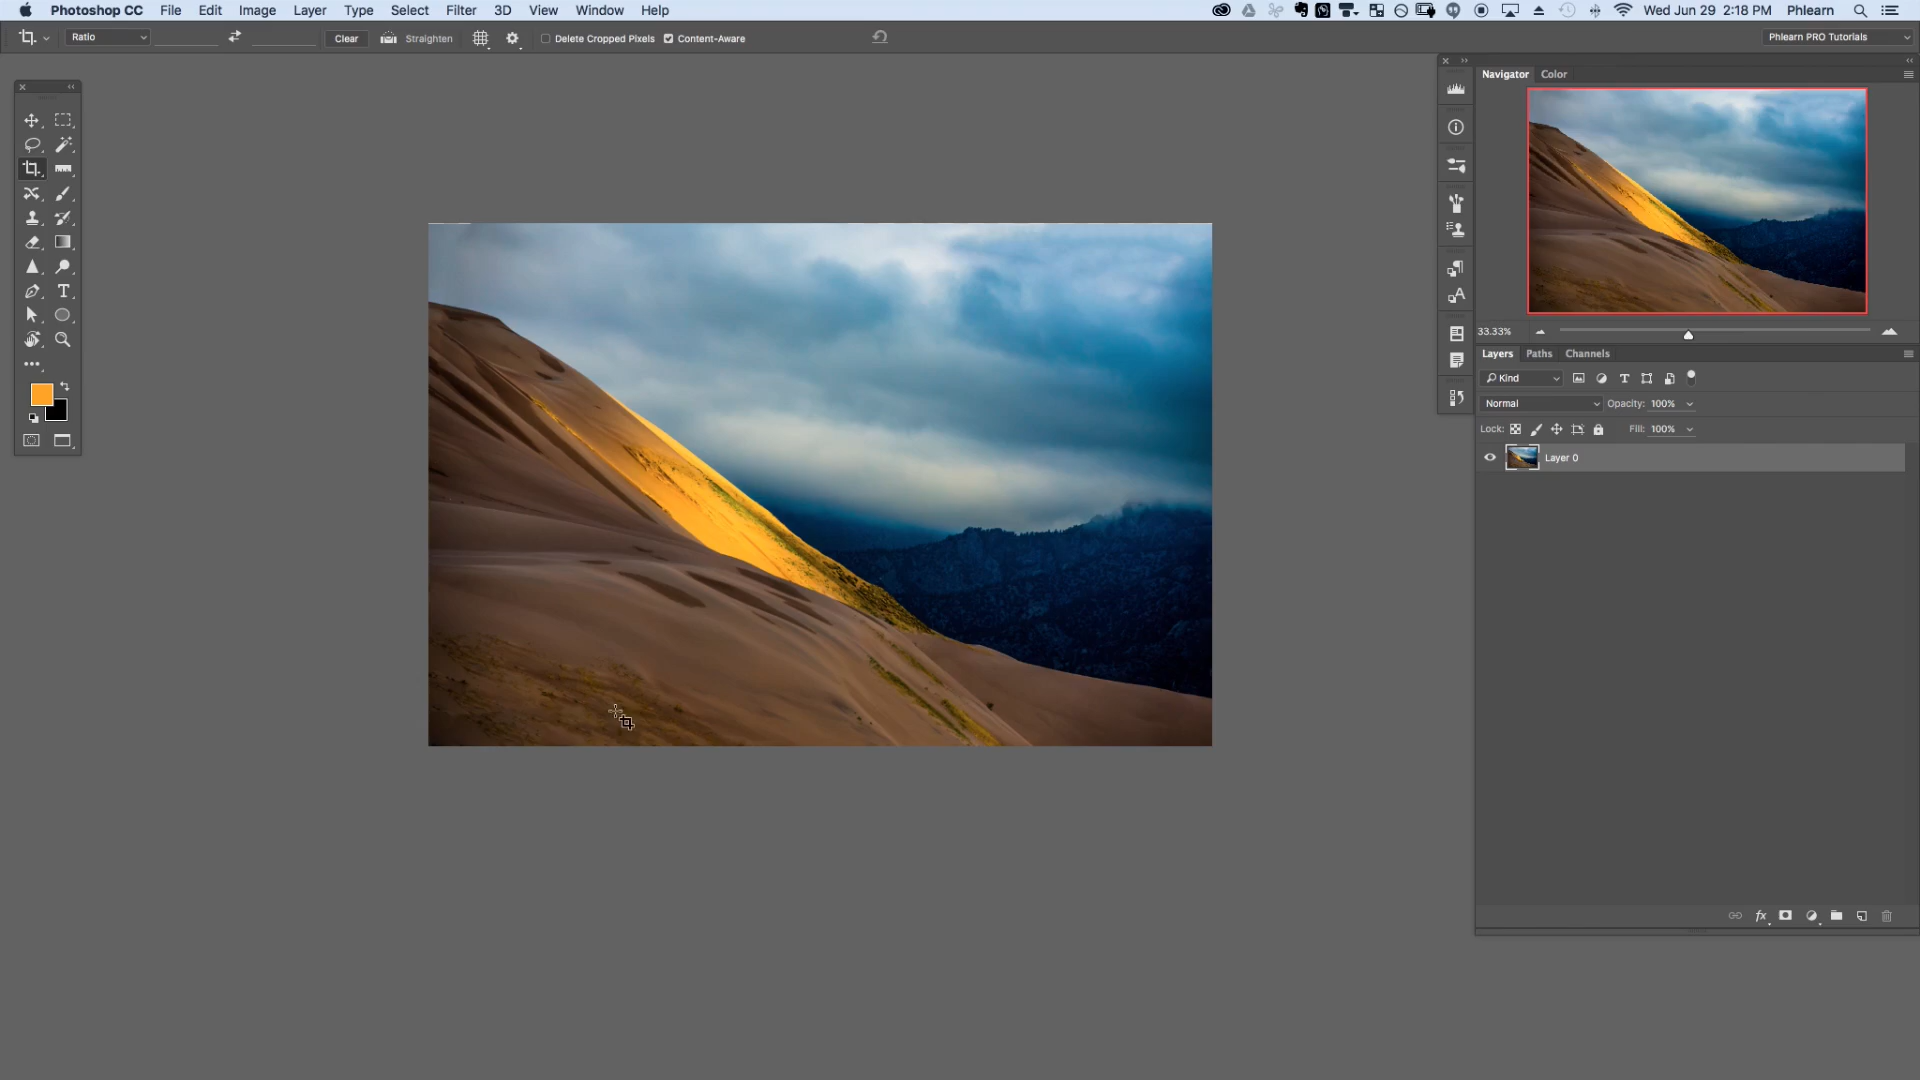 Photoshop CC File Edit Image Layer Type Select Filter 3D View Window Help Wed Jun 29 2:18 PM Phlearn
Ratio Clear Straighten Delete Cropped Pixels Content-Aware Phlearn PRO Tutorials
Navigator Color
33.33%
Layers Paths Channels
Kind
Normal Opacity: 100%
Lock: Fill: 100%
Layer 0
fx